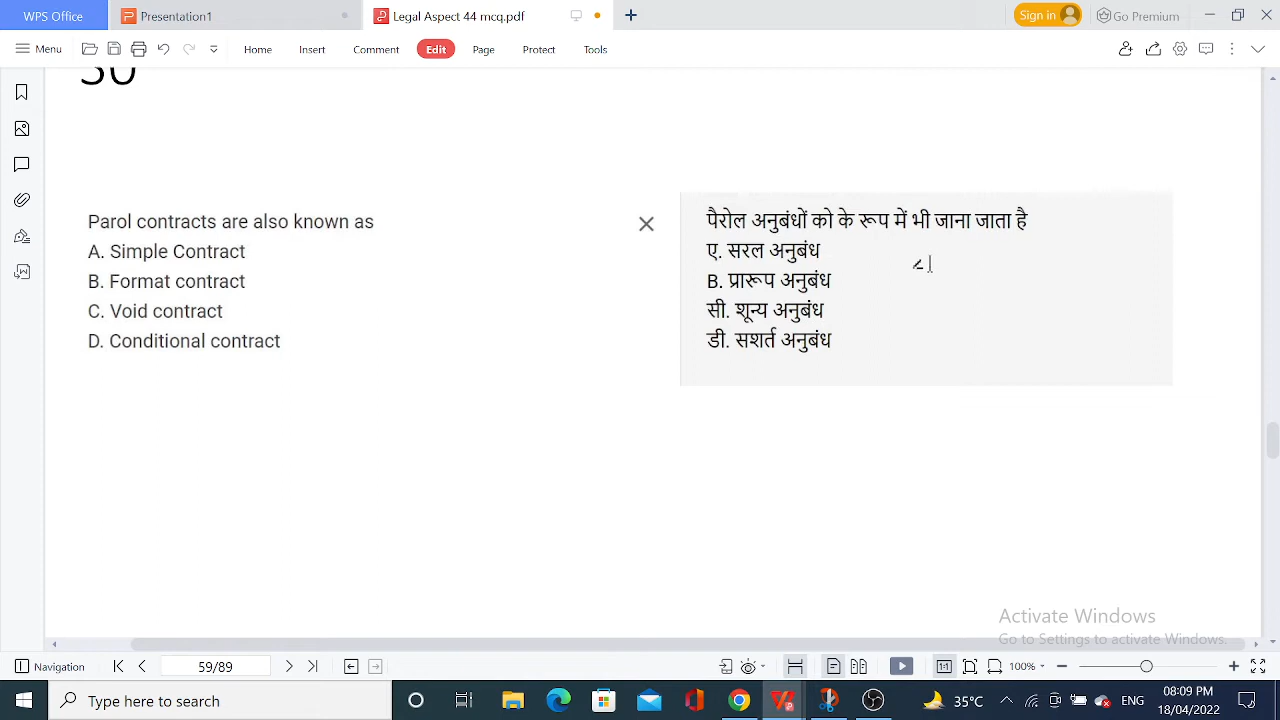 WPS Office
Presentation1
Legal Aspect 44 mcq.pdf
Sign in
Go Premium
Menu
Home
Insert
Comment
Edit
Page
Protect
Tools
30
Parol contracts are also known as
A. Simple Contract
B. Format contract
C. Void contract
D. Conditional contract
पैरोल अनुबंधों को के रूप में भी जाना जाता है
ए. सरल अनुबंध
B. प्रारूप अनुबंध
सी. शून्य अनुबंध
डी. सशर्त अनुबंध
Activate Windows
Go to Settings to activate Windows.
Navigation
59/89
100%
Type here to search
35°C
ENG
08:09 PM
18/04/2022